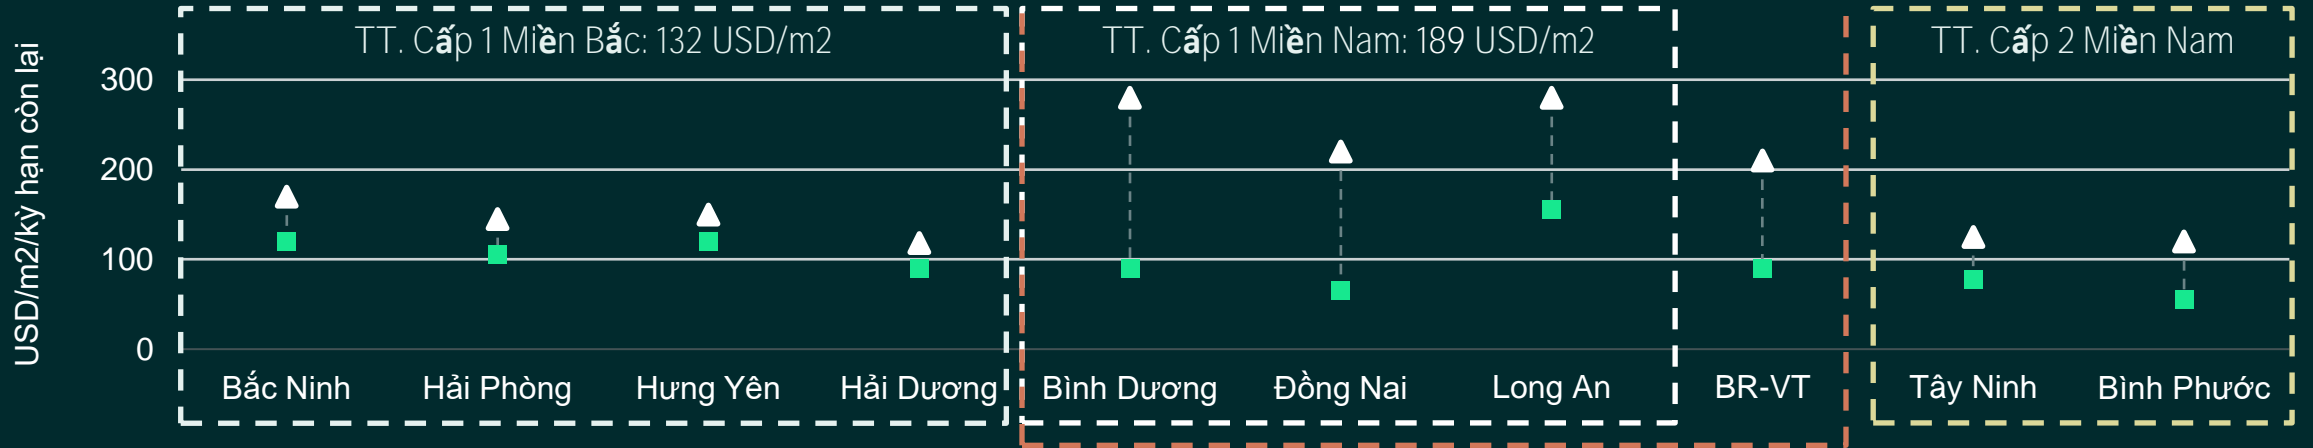 TT. Cấp 1 Miền Bắc: 132 USD/m2
TT. Cấp 1 Miền Nam: 189 USD/m2
TT. Cấp 2 Miền Nam
USD/m2/kỳ hạn còn lại
300
200
100
0
Bắc Ninh
Hải Phòng
Hưng Yên
Hải Dương
Bình Dương
Đồng Nai
Long An
BR-VT
Tây Ninh
Bình Phước